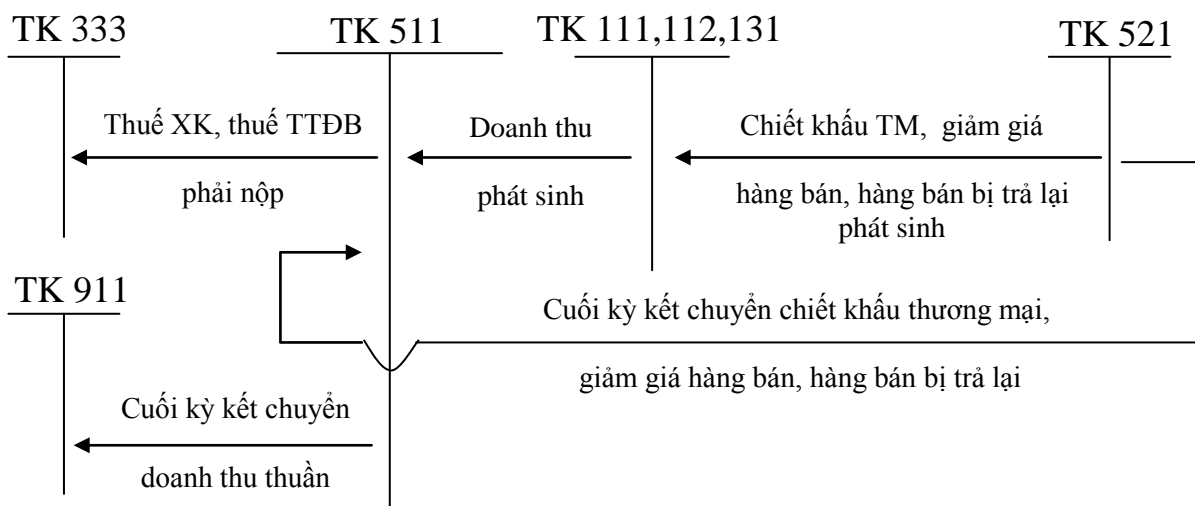 TK 333
TK 511
TK 111,112,131
TK 521
Thuế XK, thuế TTĐB
phải nộp
Doanh thu
phát sinh
Chiết khấu TM, giảm giá
hàng bán, hàng bán bị trả lại
phát sinh
TK 911
Cuối kỳ kết chuyển chiết khấu thương mại,
giảm giá hàng bán, hàng bán bị trả lại
Cuối kỳ kết chuyển
doanh thu thuần